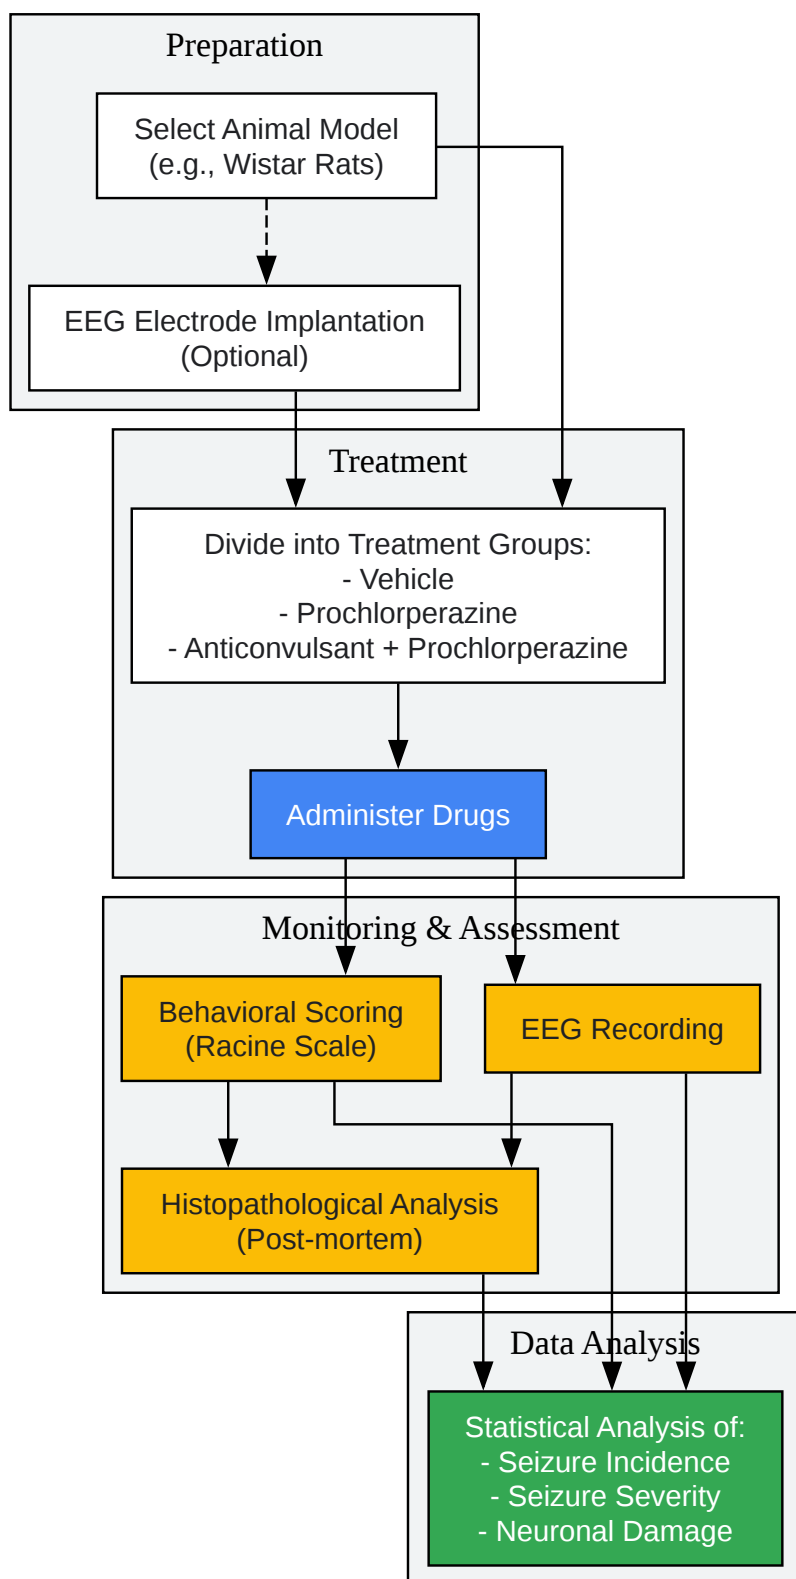 Preparation
Select Animal Model
(e.g., Wistar Rats)
EEG Electrode Implantation
(Optional)
Treatment
Divide into Treatment Groups:
- Vehicle
- Prochlorperazine
- Anticonvulsant + Prochlorperazine
Administer Drugs
Monitoring & Assessment
Behavioral Scoring
(Racine Scale)
EEG Recording
Histopathological Analysis
(Post-mortem)
Data Analysis
Statistical Analysis of:
- Seizure Incidence
- Seizure Severity
- Neuronal Damage